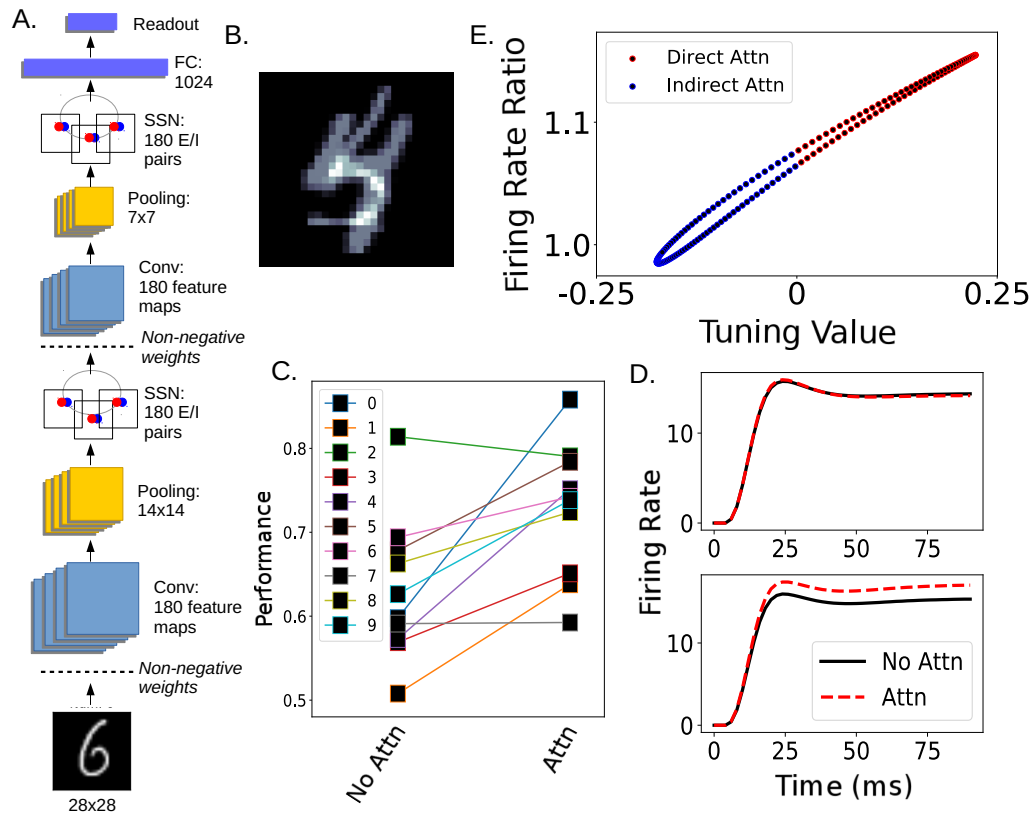 A.
Readout
FC:
1024
SSN:
180 E/I
pairs
Pooling:
7x7
Conv:
180 feature
maps
Non-negative
weights
SSN:
180 E/I
pairs
Pooling:
14x14
Conv:
180 feature
maps
Non-negative
weights
28x28
B.
E.
Firing Rate Ratio
1.1
1.0
Direct Attn
Indirect Attn
-0.25
0
0.25
Tuning Value
C.
Performance
0.8
0.7
0.6
0.5
0
1
2
3
4
5
6
7
8
9
No Attn
Attn
D.
Firing Rate
10
0
0
25
50
75
10
0
No Attn
Attn
0
25
50
75
Time (ms)